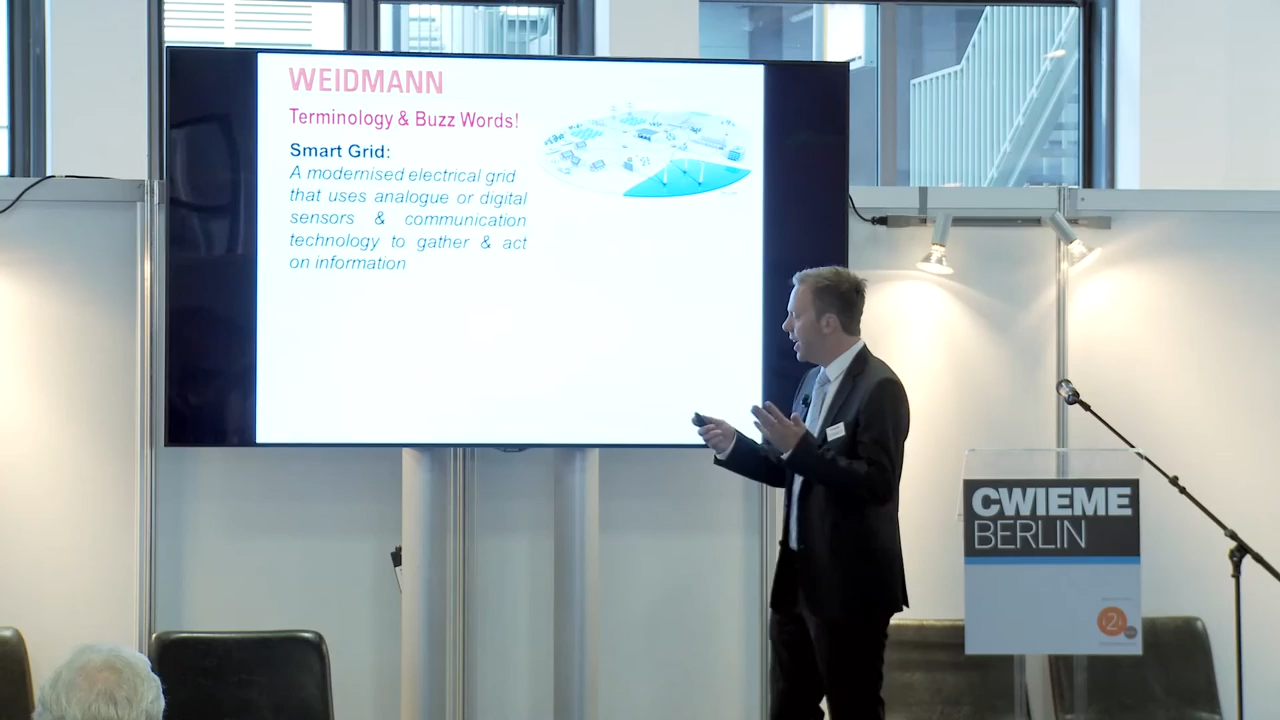 WEIDMANN
Terminology & Buzz Words!
Smart Grid:
A modernised electrical grid
that uses analogue or digital
sensors & communication
technology to gather & act
on information
CWIEME
BERLIN
i2i